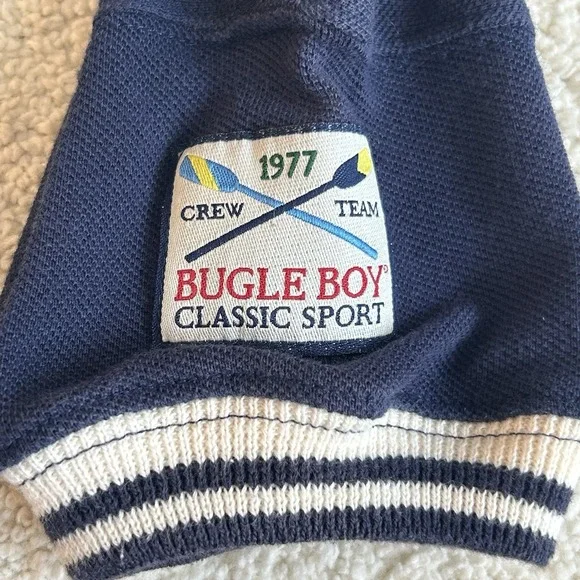 1977
CREW TEAM
BUGLE BOY®
CLASSIC SPORT